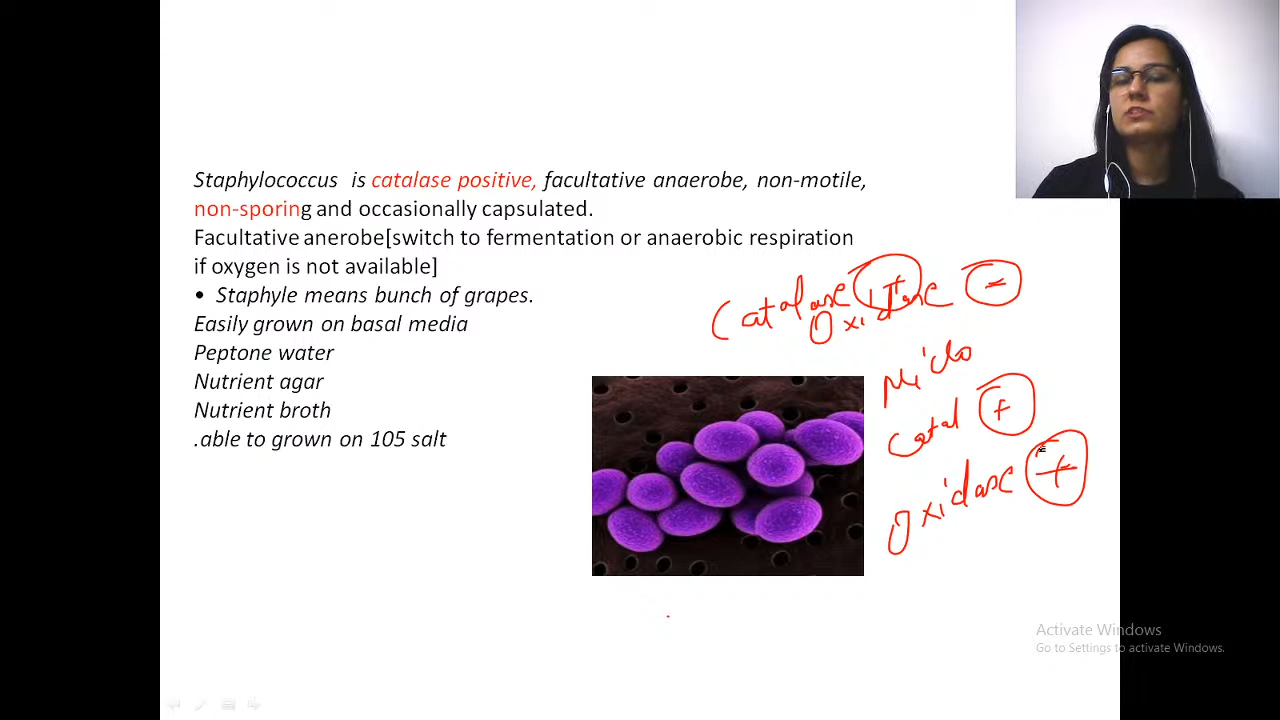 Staphylococcus is catalase positive, facultative anaerobe, non-motile,
non-sporing and occasionally capsulated.
Facultative anerobe[switch to fermentation or anaerobic respiration
if oxygen is not available]
• Staphyle means bunch of grapes.
Easily grown on basal media
Peptone water
Nutrient agar
Nutrient broth
.able to grown on 105 salt
Catalase +
Oxidase -
Micro
Catal +
Oxidase +
Activate Windows
Go to Settings to activate Windows.